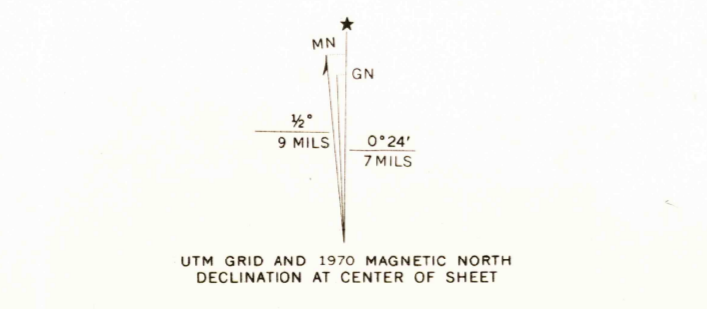 MN
GN
½°
9 MILS
0°24′
7 MILS
UTM GRID AND 1970 MAGNETIC NORTH
DECLINATION AT CENTER OF SHEET